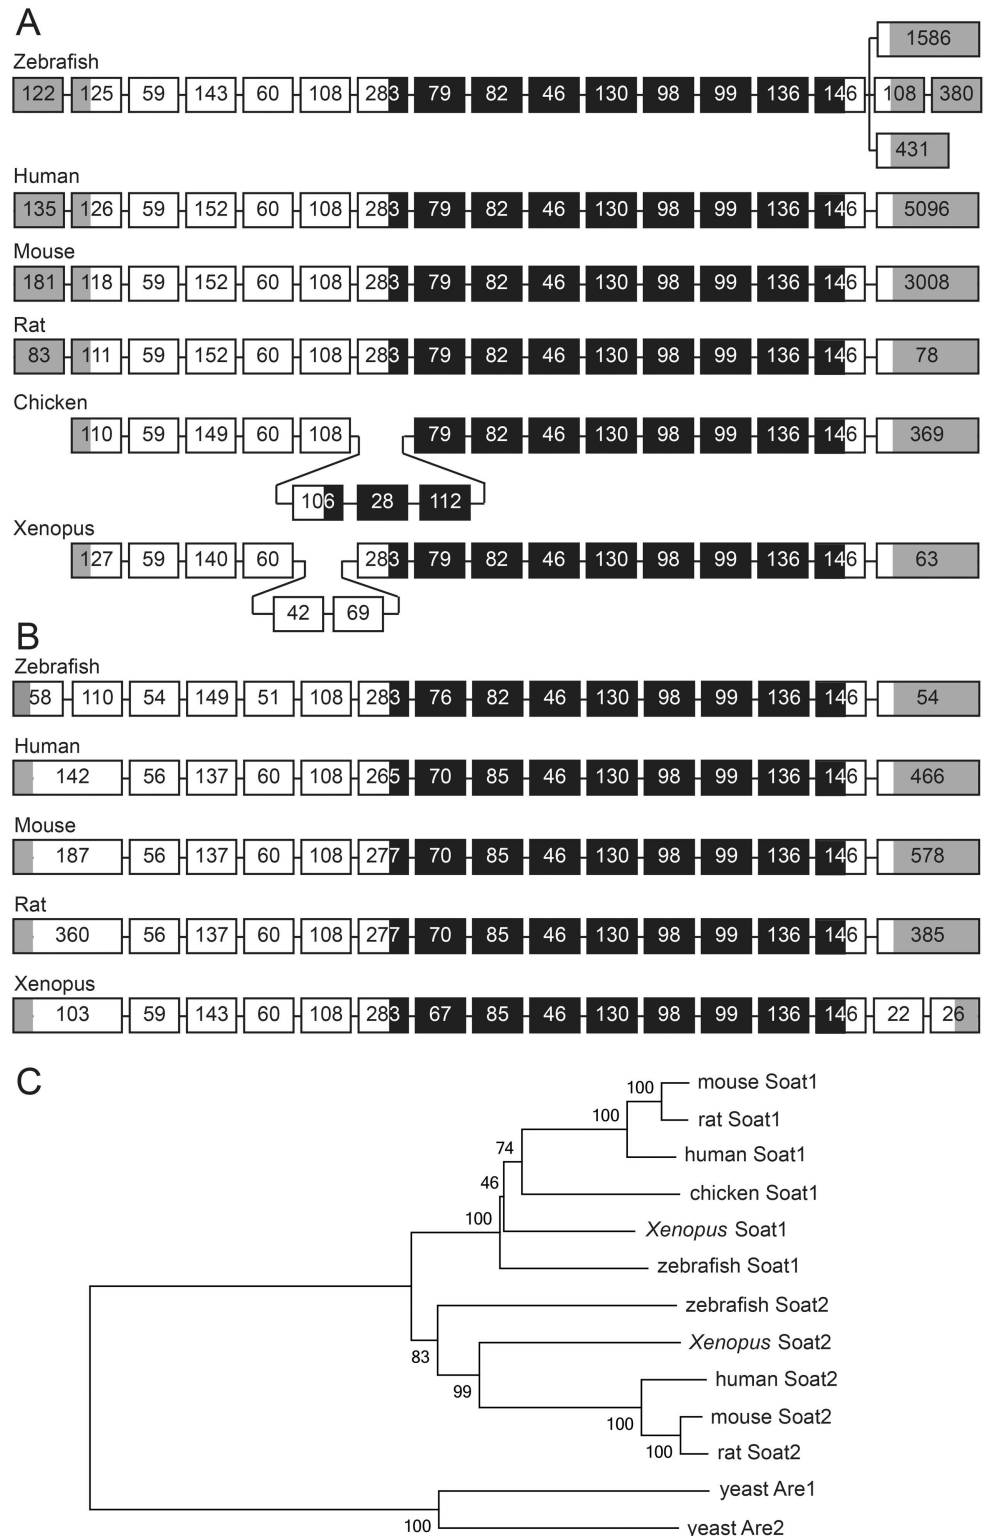 A
Zebrafish
1586
122 125 59 143 60 108 283 79 82 46 130 98 99 136 146 108 380
431
Human
135 126 59 152 60 108 283 79 82 46 130 98 99 136 146 5096
Mouse
181 118 59 152 60 108 283 79 82 46 130 98 99 136 146 3008
Rat
83 111 59 152 60 108 283 79 82 46 130 98 99 136 146 78
Chicken
110 59 149 60 108 79 82 46 130 98 99 136 146 369
106 28 112
Xenopus
127 59 140 60 283 79 82 46 130 98 99 136 146 63
42 69
B
Zebrafish
58 110 54 149 51 108 283 76 82 46 130 98 99 136 146 54
Human
142 56 137 60 108 265 70 85 46 130 98 99 136 146 466
Mouse
187 56 137 60 108 277 70 85 46 130 98 99 136 146 578
Rat
360 56 137 60 108 277 70 85 46 130 98 99 136 146 385
Xenopus
103 59 143 60 108 283 67 85 46 130 98 99 136 146 22 26
C
100 mouse Soat1
100 rat Soat1
74 human Soat1
46 chicken Soat1
100 Xenopus Soat1
zebrafish Soat1
zebrafish Soat2
83 Xenopus Soat2
99 human Soat2
100 mouse Soat2
100 rat Soat2
yeast Are1
100 yeast Are2